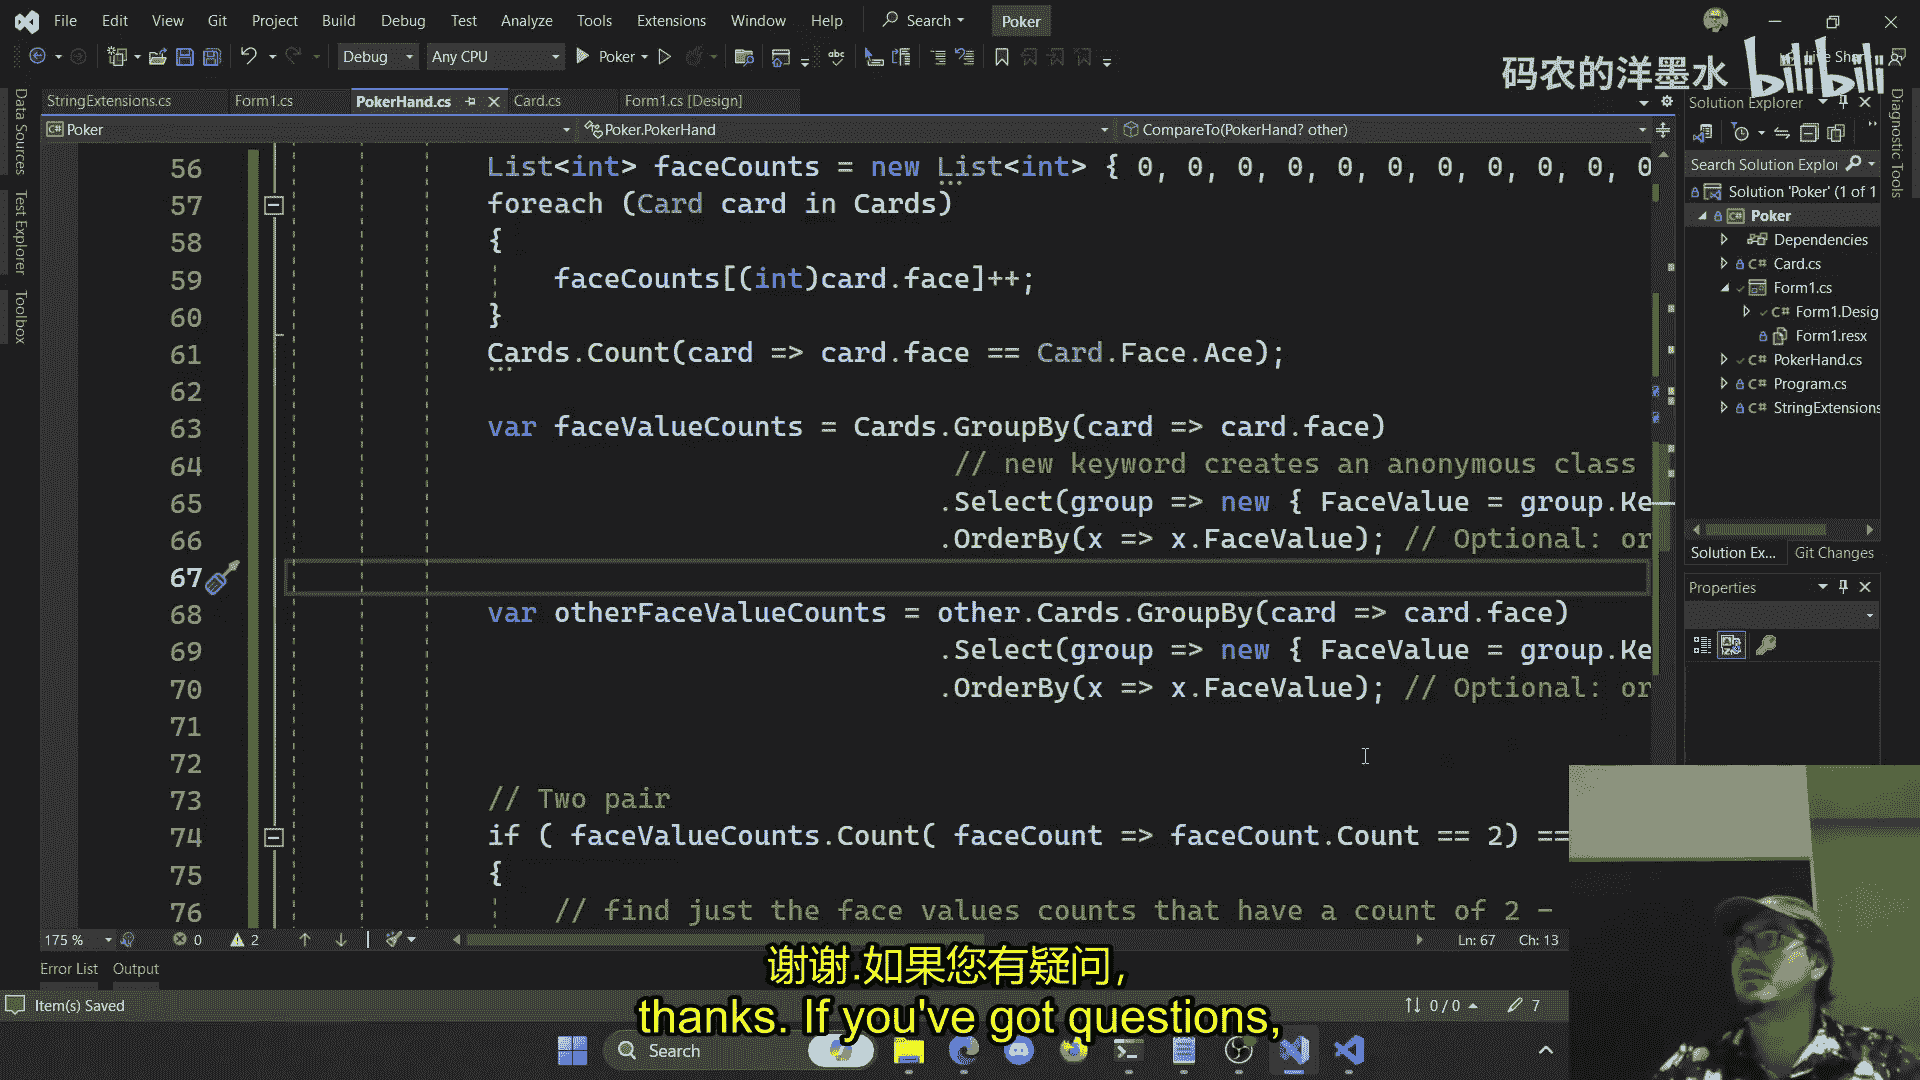 File Edit View Git Project Build Debug Test Analyze Tools Extensions Window Help Search Poker
Debug Any CPU Poker Live Share
码农的洋墨水 bilibili
StringExtensions.cs Form1.cs PokerHand.cs Card.cs Form1.cs [Design]
Poker Poker.PokerHand CompareTo(PokerHand? other)
Data Sources
Test Explorer
Toolbox
56 List<int> faceCounts = new List<int> { 0, 0, 0, 0, 0, 0, 0, 0, 0, 0, 0
57 foreach (Card card in Cards)
58 {
59 faceCounts[(int)card.face]++;
60 }
61 Cards.Count(card => card.face == Card.Face.Ace);
62
63 var faceValueCounts = Cards.GroupBy(card => card.face)
64 // new keyword creates an anonymous class
65 .Select(group => new { FaceValue = group.Ke
66 .OrderBy(x => x.FaceValue); // Optional: or
67
68 var otherFaceValueCounts = other.Cards.GroupBy(card => card.face)
69 .Select(group => new { FaceValue = group.Ke
70 .OrderBy(x => x.FaceValue); // Optional: or
71
72
73 // Two pair
74 if ( faceValueCounts.Count( faceCount => faceCount.Count == 2) ==
75 {
76 // find just the face values counts that have a count of 2 -
175 % 0 2 Ln: 67 Ch: 13
Error List Output
Item(s) Saved 0 / 0 7
Solution Explorer
Search Solution Explor
Solution 'Poker' (1 of 1
Poker
Dependencies
C# Card.cs
Form1.cs
C# Form1.Desig
Form1.resx
C# PokerHand.cs
C# Program.cs
C# StringExtensions
Solution Ex... Git Changes
Properties
Diagnostic Tools
谢谢.如果您有疑问,
thanks. If you've got questions,
Search